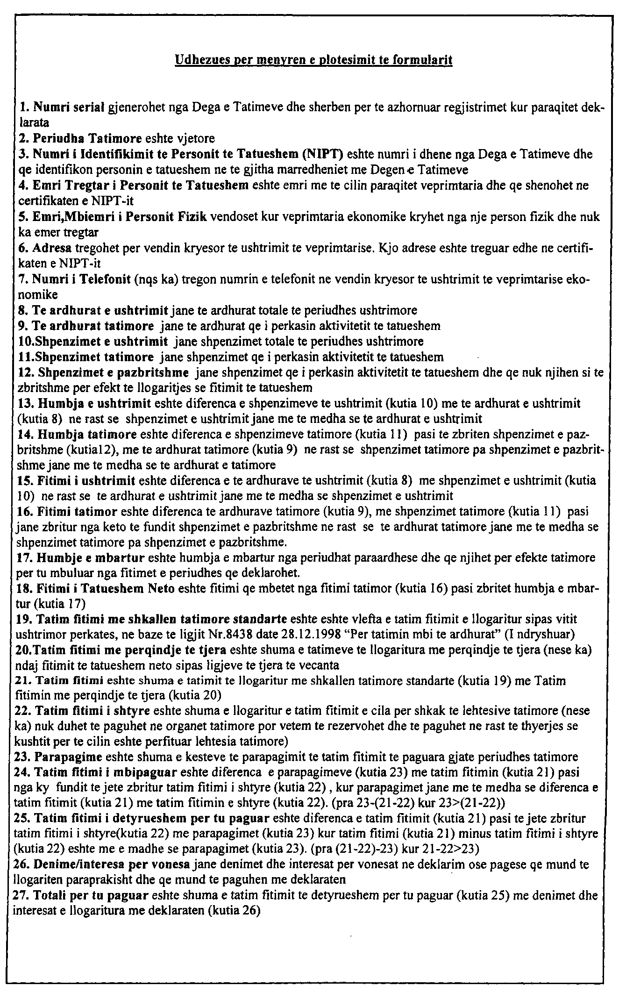 Udhezues per menyren e plotesimit te formularit
1. Numri serial gjenerohet nga Dega e Tatimeve dhe sherben per te azhornuar regjistrimet kur paraqitet dek-
larata
2. Periudha Tatimore eshte vjetore
3. Numri i Identifikimit te Personit te Tatueshem (NIPT) eshte numri i dhene nga Dega e Tatimeve dhe
qe identifikon personin e tatueshem ne te gjitha marredheniet me Degen e Tatimeve
4. Emri Tregtar i Personit te Tatueshem eshte emri me te cilin paraqitet veprimtaria dhe qe shenohet ne
certifikaten e NIPT-it
5. Emri,Mbiemri i Personit Fizik vendoset kur veprimtaria ekonomike kryhet nga nje person fizik dhe nuk
ka emer tregtar
6. Adresa tregohet per vendin kryesor te ushtrimit te veprimtarise. Kjo adrese eshte treguar edhe ne certifi-
katen e NIPT-it
7. Numri i Telefonit (nqs ka) tregon numrin e telefonit ne vendin kryesor te ushtrimit te veprimtarise eko-
nomike
8. Te ardhurat e ushtrimit jane te ardhurat totale te periudhes ushtrimore
9. Te ardhurat tatimore jane te ardhurat qe i perkasin aktivitetit te tatueshem
10.Shpenzimet e ushtrimit jane shpenzimet totale te periudhes ushtrimore
11.Shpenzimet tatimore jane shpenzimet qe i perkasin aktivitetit te tatueshem
12. Shpenzimet e pazbritshme jane shpenzimet qe i perkasin aktivitetit te tatueshem dhe qe nuk njihen si te
zbritshme per efekt te llogaritjes se fitimit te tatueshem
13. Humbja e ushtrimit eshte diferenca e shpenzimeve te ushtrimit (kutia 10) me te ardhurat e ushtrimit
(kutia 8) ne rast se shpenzimet e ushtrimit jane me te medha se te ardhurat e ushtrimit
14. Humbja tatimore eshte diferenca e shpenzimeve tatimore (kutia 11) pasi te zbriten shpenzimet e paz-
britshme (kutia12), me te ardhurat tatimore (kutia 9) ne rast se shpenzimet tatimore pa shpenzimet e pazbrit-
shme jane me te medha se te ardhurat e tatimore
15. Fitimi i ushtrimit eshte diferenca e te ardhurave te ushtrimit (kutia 8) me shpenzimet e ushtrimit (kutia
10) ne rast se te ardhurat e ushtrimit jane me te medha se shpenzimet e ushtrimit
16. Fitimi tatimor eshte diferenca te ardhurave tatimore (kutia 9), me shpenzimet tatimore (kutia 11) pasi
jane zbritur nga keto te fundit shpenzimet e pazbritshme ne rast se te ardhurat tatimore jane me te medha se
shpenzimet tatimore pa shpenzimet e pazbritshme.
17. Humbje e mbartur eshte humbja e mbartur nga periudhat paraardhese dhe qe njihet per efekte tatimore
per tu mbuluar nga fitimet e periudhes qe deklarohet.
18. Fitimi i Tatueshem Neto eshte fitimi qe mbetet nga fitimi tatimor (kutia 16) pasi zbritet humbja e mbar-
tur (kutia 17)
19. Tatim fitimi me shkallen tatimore standarte eshte eshte vlefta e tatim fitimit e llogaritur sipas vitit
ushtrimor perkates, ne baze te ligjit Nr.8438 date 28.12.1998 “Per tatimin mbi te ardhurat” (I ndryshuar)
20.Tatim fitimi me perqindje te tjera eshte shuma e tatimeve te llogaritura me perqindje te tjera (nese ka)
ndaj fitimit te tatueshem neto sipas ligjeve te tjera te vecanta
21. Tatim fitimi eshte shuma e tatimit te llogaritur me shkallen tatimore standarte (kutia 19) me Tatim
fitimin me perqindje te tjera (kutia 20)
22. Tatim fitimi i shtyre eshte shuma e llogaritur e tatim fitimit e cila per shkak te lehtesive tatimore (nese
ka) nuk duhet te paguhet ne organet tatimore por vetem te rezervohet dhe te paguhet ne rast te thyerjes se
kushtit per te cilin eshte perfituar lehtesia tatimore)
23. Parapagime eshte shuma e kesteve te parapagimit te tatim fitimit te paguara gjate periudhes tatimore
24. Tatim fitimi i mbipaguar eshte diferenca e parapagimeve (kutia 23) me tatim fitimin (kutia 21) pasi
nga ky fundit te jete zbritur tatim fitimi i shtyre (kutia 22) , kur parapagimet jane me te medha se diferenca e
tatim fitimit (kutia 21) me tatim fitimin e shtyre (kutia 22). (pra 23-(21-22) kur 23>(21-22))
25. Tatim fitimi i detyrueshem per tu paguar eshte diferenca e tatim fitimit (kutia 21) pasi te jete zbritur
tatim fitimi i shtyre(kutia 22) me parapagimet (kutia 23) kur tatim fitimi (kutia 21) minus tatim fitimi i shtyre
(kutia 22) eshte me e madhe se parapagimet (kutia 23). (pra (21-22)-23) kur 21-22>23)
26. Denime/interesa per vonesa jane denimet dhe interesat per vonesat ne deklarim ose pagese qe mund te
llogariten paraprakisht dhe qe mund te paguhen me deklaraten
27. Totali per tu paguar eshte shuma e tatim fitimit te detyrueshem per tu paguar (kutia 25) me denimet dhe
interesat e llogaritura me deklaraten (kutia 26)